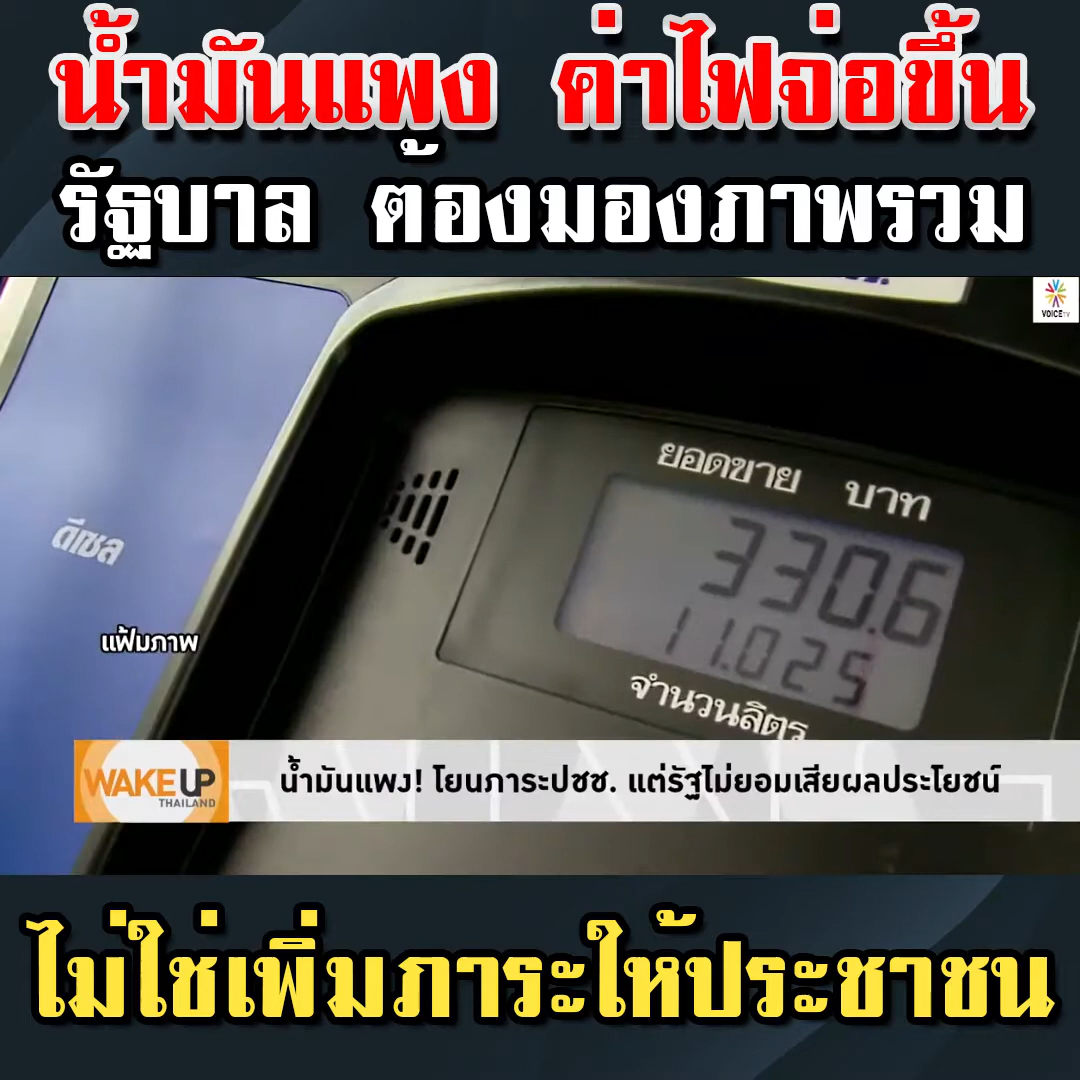 น้ำมันแพง ค่าไฟจ่อขึ้น
รัฐบาล ต้องมองภาพรวม
VOICE TV
ยอดขาย บาท
330.6
11.025
จำนวนลิตร
ดีเซล
แฟ้มภาพ
WAKE UP
THAILAND
น้ำมันแพง! โยนภาระปชช. แต่รัฐไม่ยอมเสียผลประโยชน์
ไม่ใช่เพิ่มภาระให้ประชาชน